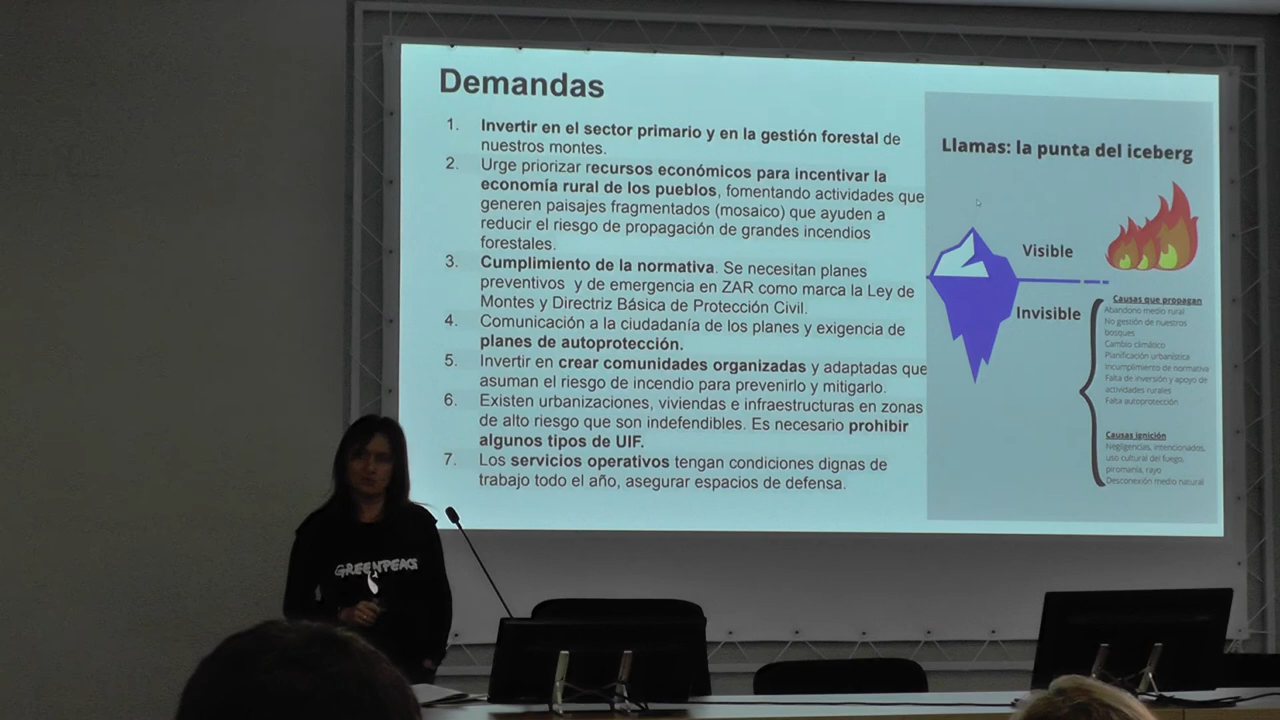 Demandas
1. Invertir en el sector primario y en la gestión forestal de
nuestros montes.
2. Urge priorizar recursos económicos para incentivar la
economía rural de los pueblos, fomentando actividades que
generen paisajes fragmentados (mosaico) que ayuden a
reducir el riesgo de propagación de grandes incendios
forestales.
3. Cumplimiento de la normativa. Se necesitan planes
preventivos y de emergencia en ZAR como marca la Ley de
Montes y Directriz Básica de Protección Civil.
4. Comunicación a la ciudadanía de los planes y exigencia de
planes de autoprotección.
5. Invertir en crear comunidades organizadas y adaptadas que
asuman el riesgo de incendio para prevenirlo y mitigarlo.
6. Existen urbanizaciones, viviendas e infraestructuras en zonas
de alto riesgo que son indefendibles. Es necesario prohibir
algunos tipos de UIF.
7. Los servicios operativos tengan condiciones dignas de
trabajo todo el año, asegurar espacios de defensa.
Llamas: la punta del iceberg
Visible
Invisible
Causas que propagan
Abandono medio rural
No gestión de nuestros
bosques
Cambio climático
Planificación urbanística
Incumplimiento de normativa
Falta de inversión y apoyo de
actividades rurales
Falta autoprotección
Causas ignición
Negligencias, intencionados,
uso cultural del fuego,
piromanía, rayo
Desconexión medio natural
GREENPEACE